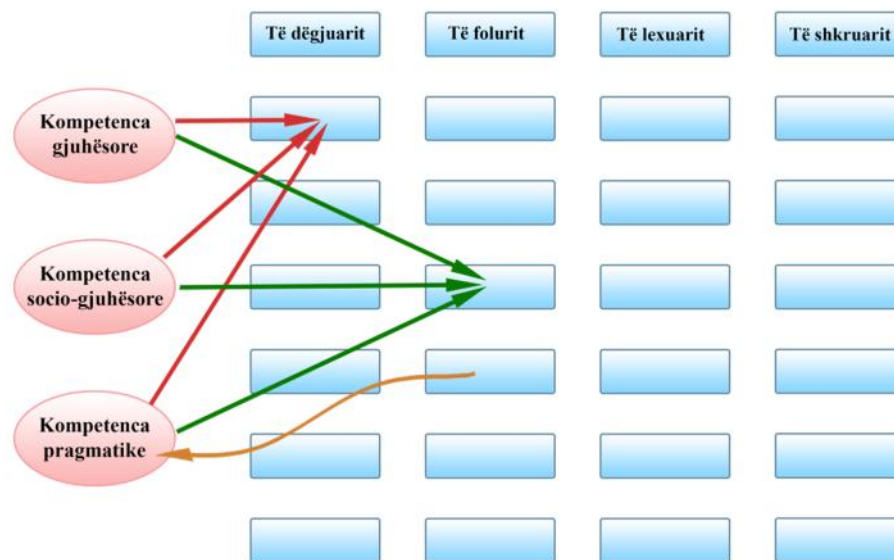 Të dëgjuarit
Të folurit
Të lexuarit
Të shkruarit
Kompetenca
gjuhësore
Kompetenca
socio-gjuhësore
Kompetenca
pragmatike